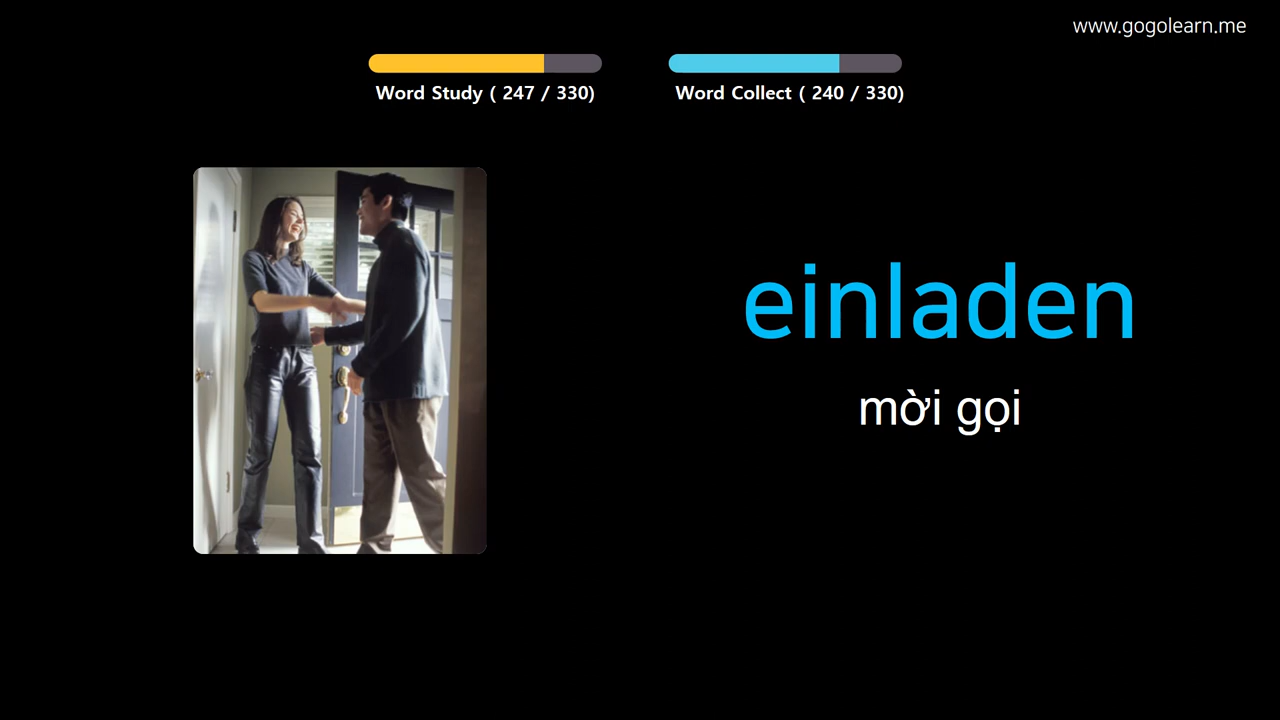 www.gogolearn.me
Word Study ( 247 / 330)
Word Collect ( 240 / 330)
einladen
mời gọi